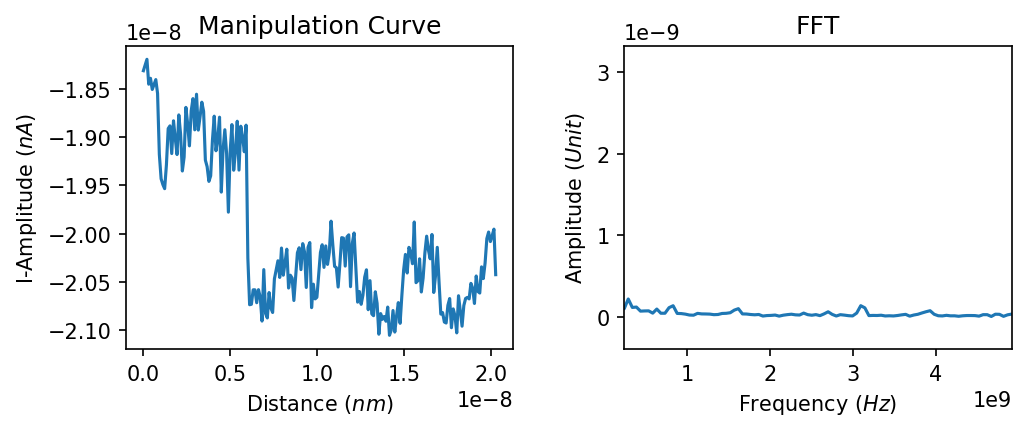 Manipulation Curve
1e−8
−1.85
−1.90
−1.95
−2.00
−2.05
−2.10
I-Amplitude (nA)
0.0 0.5 1.0 1.5 2.0
1e−8
Distance (nm)
FFT
1e−9
3
2
1
0
Amplitude (Unit)
1 2 3 4
1e9
Frequency (Hz)